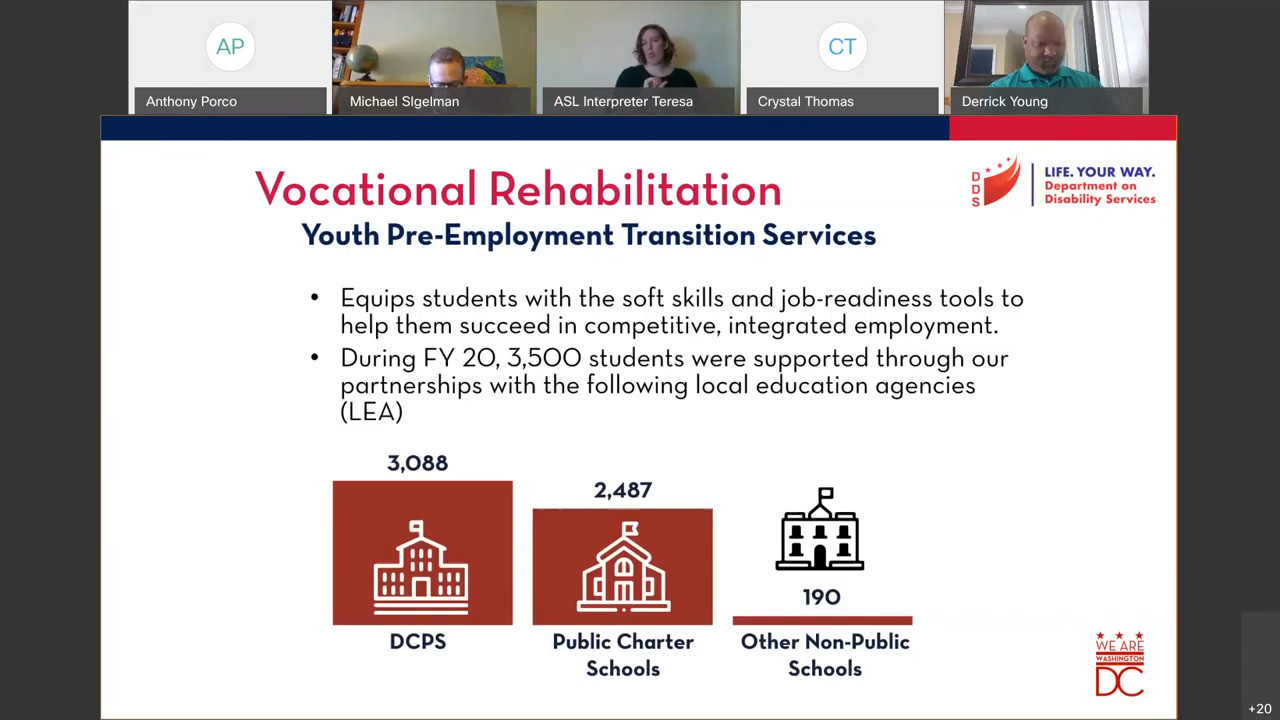 AP
CT
Anthony Porco
Michael SIgelman
ASL Interpreter Teresa
Crystal Thomas
Derrick Young
Vocational Rehabilitation
Youth Pre-Employment Transition Services
DDS
LIFE. YOUR WAY.
Department on
Disability Services
• Equips students with the soft skills and job-readiness tools to
help them succeed in competitive, integrated employment.
• During FY 20, 3,500 students were supported through our
partnerships with the following local education agencies
(LEA)
3,088
2,487
190
DCPS
Public Charter
Schools
Other Non-Public
Schools
WE ARE
WASHINGTON
DC
+20